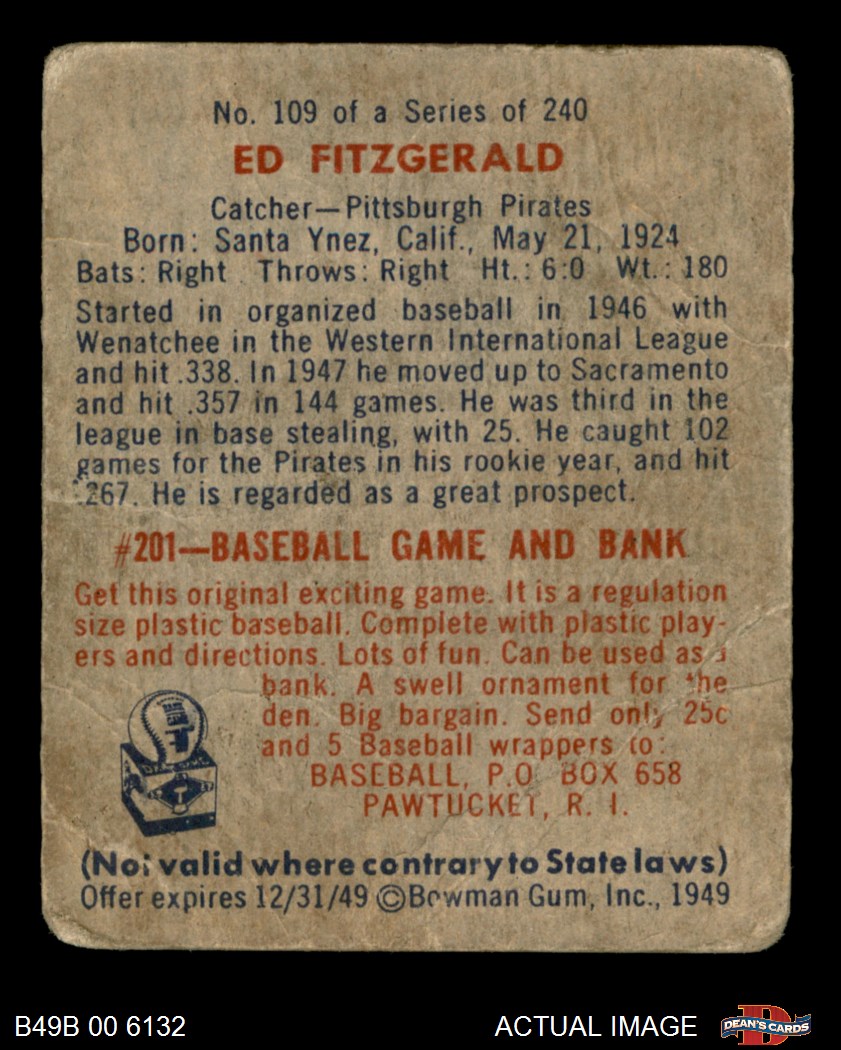 No. 109 of a Series of 240
ED FITZGERALD
Catcher—Pittsburgh Pirates
Born: Santa Ynez, Calif., May 21, 1924
Bats: Right Throws: Right Ht.: 6:0 Wt.: 180
Started in organized baseball in 1946 with
Wenatchee in the Western International League
and hit .338. In 1947 he moved up to Sacramento
and hit .357 in 144 games. He was third in the
league in base stealing, with 25. He caught 102
games for the Pirates in his rookie year, and hit
.267. He is regarded as a great prospect.
#201—BASEBALL GAME AND BANK
Get this original exciting game. It is a regulation
size plastic baseball. Complete with plastic play-
ers and directions. Lots of fun. Can be used as a
bank. A swell ornament for the
den. Big bargain. Send only 25c
and 5 Baseball wrappers to:
BASEBALL, P.O. BOX 658
PAWTUCKET, R. I.
(Not valid where contrary to State laws)
Offer expires 12/31/49 ©Bowman Gum, Inc., 1949
B49B 00 6132
ACTUAL IMAGE
DEAN'S CARDS